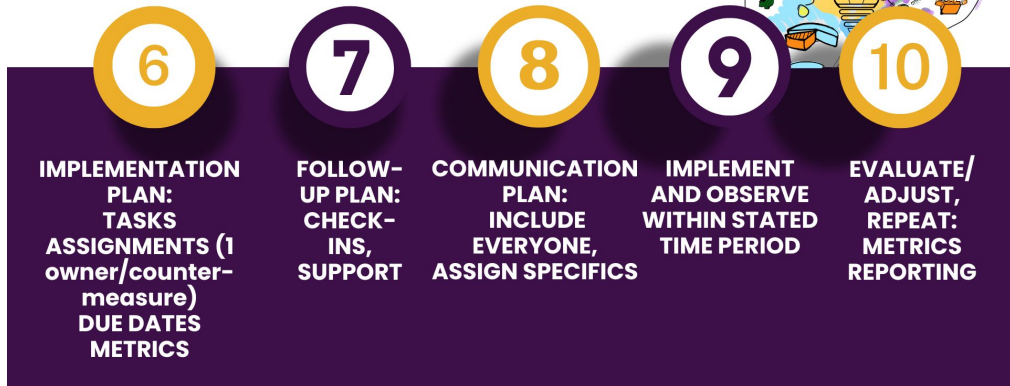 6
IMPLEMENTATION
PLAN:
TASKS
ASSIGNMENTS (1
owner/counter-
measure)
DUE DATES
METRICS
7
FOLLOW-
UP PLAN:
CHECK-
INS,
SUPPORT
8
COMMUNICATION
PLAN:
INCLUDE
EVERYONE,
ASSIGN SPECIFICS
9
IMPLEMENT
AND OBSERVE
WITHIN STATED
TIME PERIOD
10
EVALUATE/
ADJUST,
REPEAT:
METRICS
REPORTING